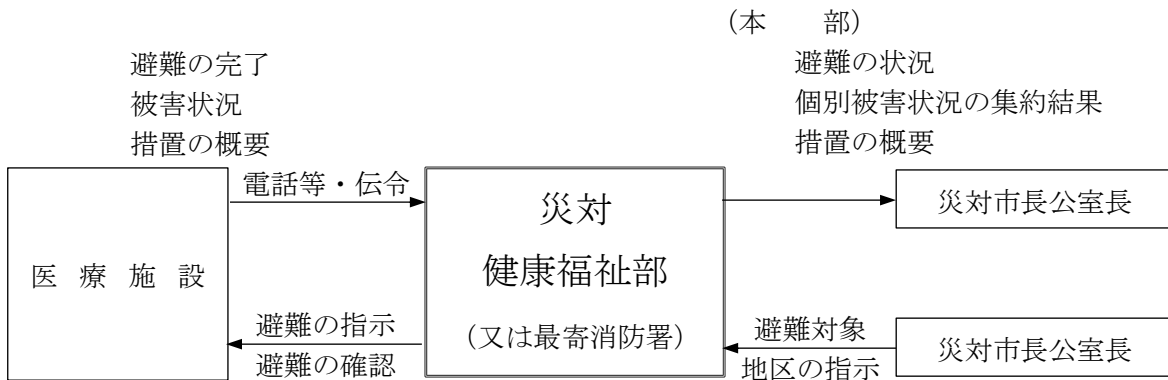 （本　　部）
避難の完了
被害状況
措置の概要
避難の状況
個別被害状況の集約結果
措置の概要
医 療 施 設
電話等・伝令
避難の指示
避難の確認
災対
健康福祉部
（又は最寄消防署）
災対市長公室長
避難対象
地区の指示
災対市長公室長